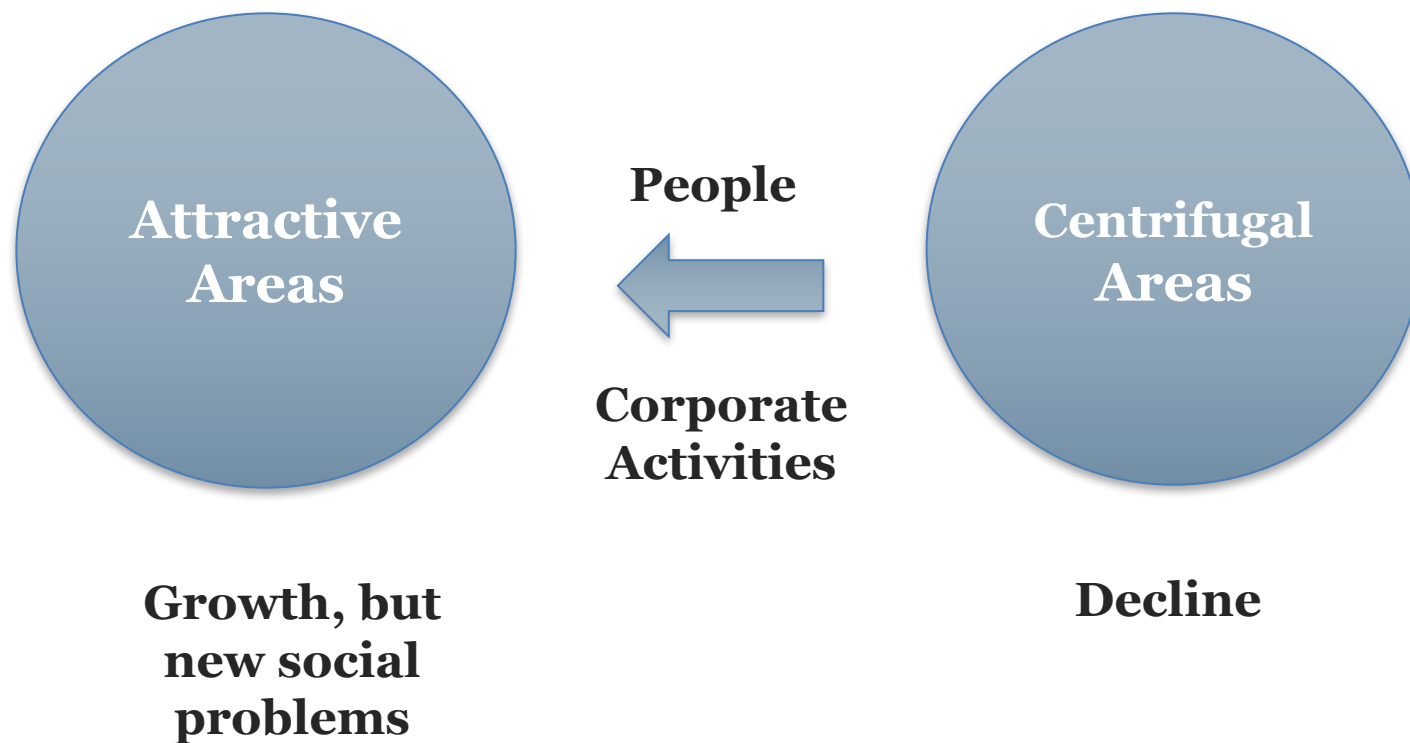 Attractive
Areas
People
Corporate
Activities
Centrifugal
Areas
Growth, but
new social
problems
Decline